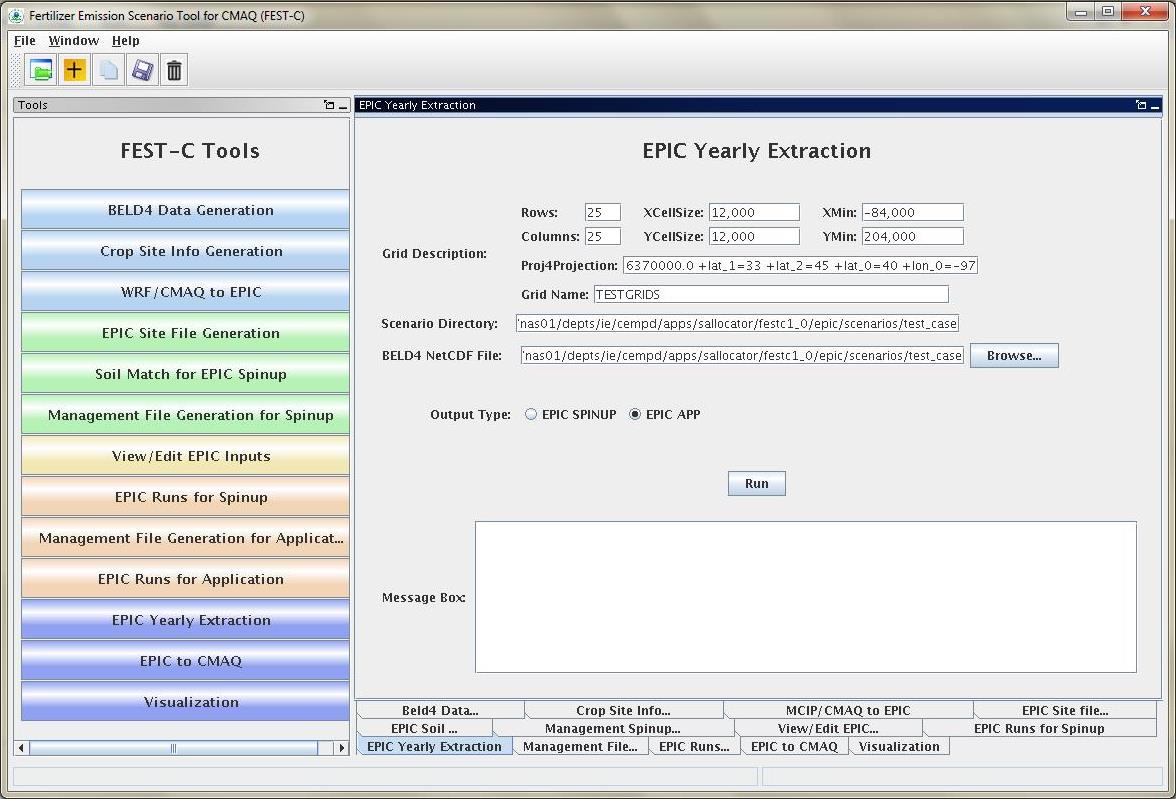 Fertilizer Emission Scenario Tool for CMAQ (FEST-C)
File Window Help
Tools
FEST-C Tools
BELD4 Data Generation
Crop Site Info Generation
WRF/CMAQ to EPIC
EPIC Site File Generation
Soil Match for EPIC Spinup
Management File Generation for Spinup
View/Edit EPIC Inputs
EPIC Runs for Spinup
Management File Generation for Applicat...
EPIC Runs for Application
EPIC Yearly Extraction
EPIC to CMAQ
Visualization
EPIC Yearly Extraction
EPIC Yearly Extraction
Grid Description:
Rows: 25 XCellSize: 12,000 XMin: -84,000
Columns: 25 YCellSize: 12,000 YMin: 204,000
Proj4Projection: 6370000.0 +lat_1=33 +lat_2=45 +lat_0=40 +lon_0=-97
Grid Name: TESTGRIDS
Scenario Directory: 'nas01/depts/ie/cempd/apps/sallocator/festc1_0/epic/scenarios/test_case
BELD4 NetCDF File: 'nas01/depts/ie/cempd/apps/sallocator/festc1_0/epic/scenarios/test_case Browse...
Output Type: EPIC SPINUP EPIC APP
Run
Message Box:
Beld4 Data... Crop Site Info... MCIP/CMAQ to EPIC EPIC Site file...
EPIC Soil ... Management Spinup... View/Edit EPIC... EPIC Runs for Spinup
EPIC Yearly Extraction Management File... EPIC Runs... EPIC to CMAQ Visualization